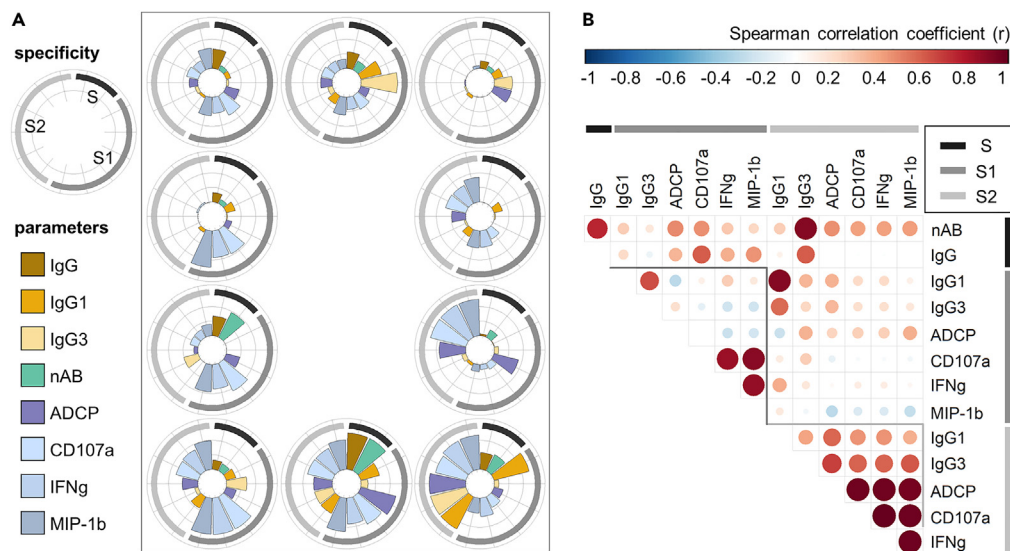 A
specificity
S
S2
S1
parameters
IgG
IgG1
IgG3
nAB
ADCP
CD107a
IFNg
MIP-1b
B
Spearman correlation coefficient (r)
-1 -0.8 -0.6 -0.4 -0.2 0 0.2 0.4 0.6 0.8 1
S
S1
S2
IgG IgG1 IgG3 ADCP CD107a IFNg MIP-1b IgG1 IgG3 ADCP CD107a IFNg MIP-1b
nAB
IgG
IgG1
IgG3
ADCP
CD107a
IFNg
MIP-1b
IgG1
IgG3
ADCP
CD107a
IFNg